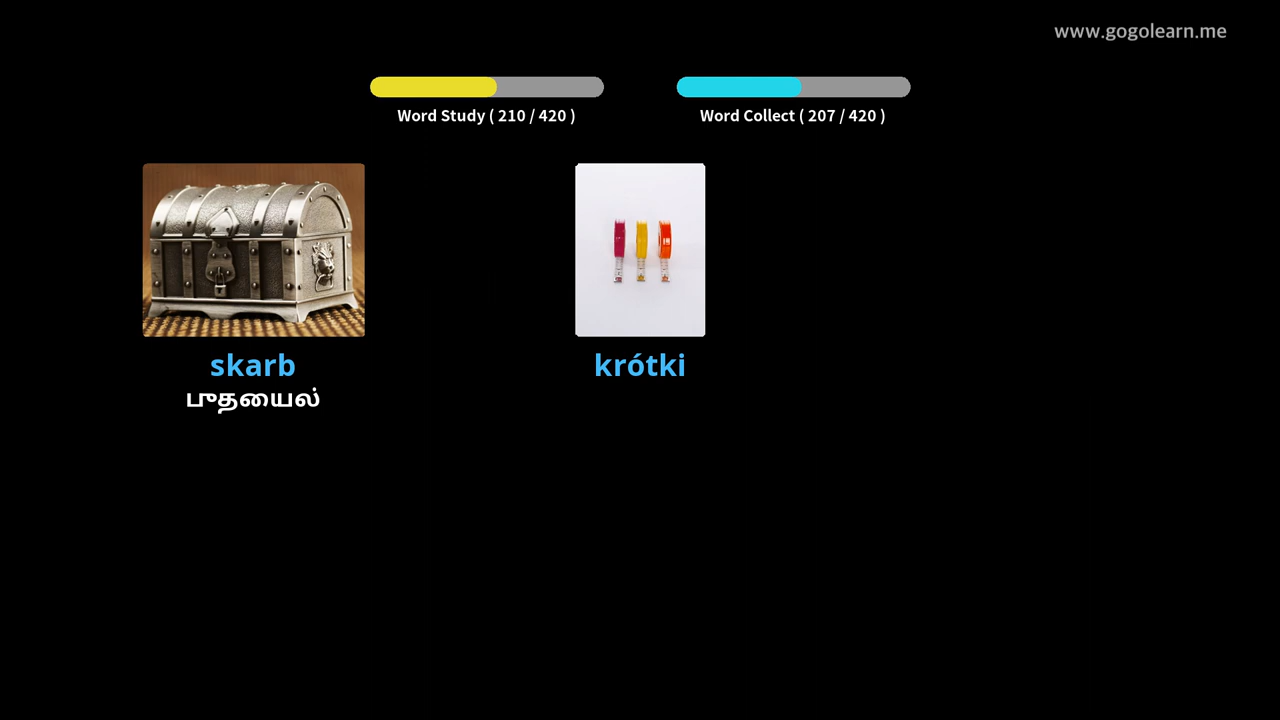 www.gogolearn.me
Word Study ( 210 / 420 )
Word Collect ( 207 / 420 )
skarb
புதையல்
krótki